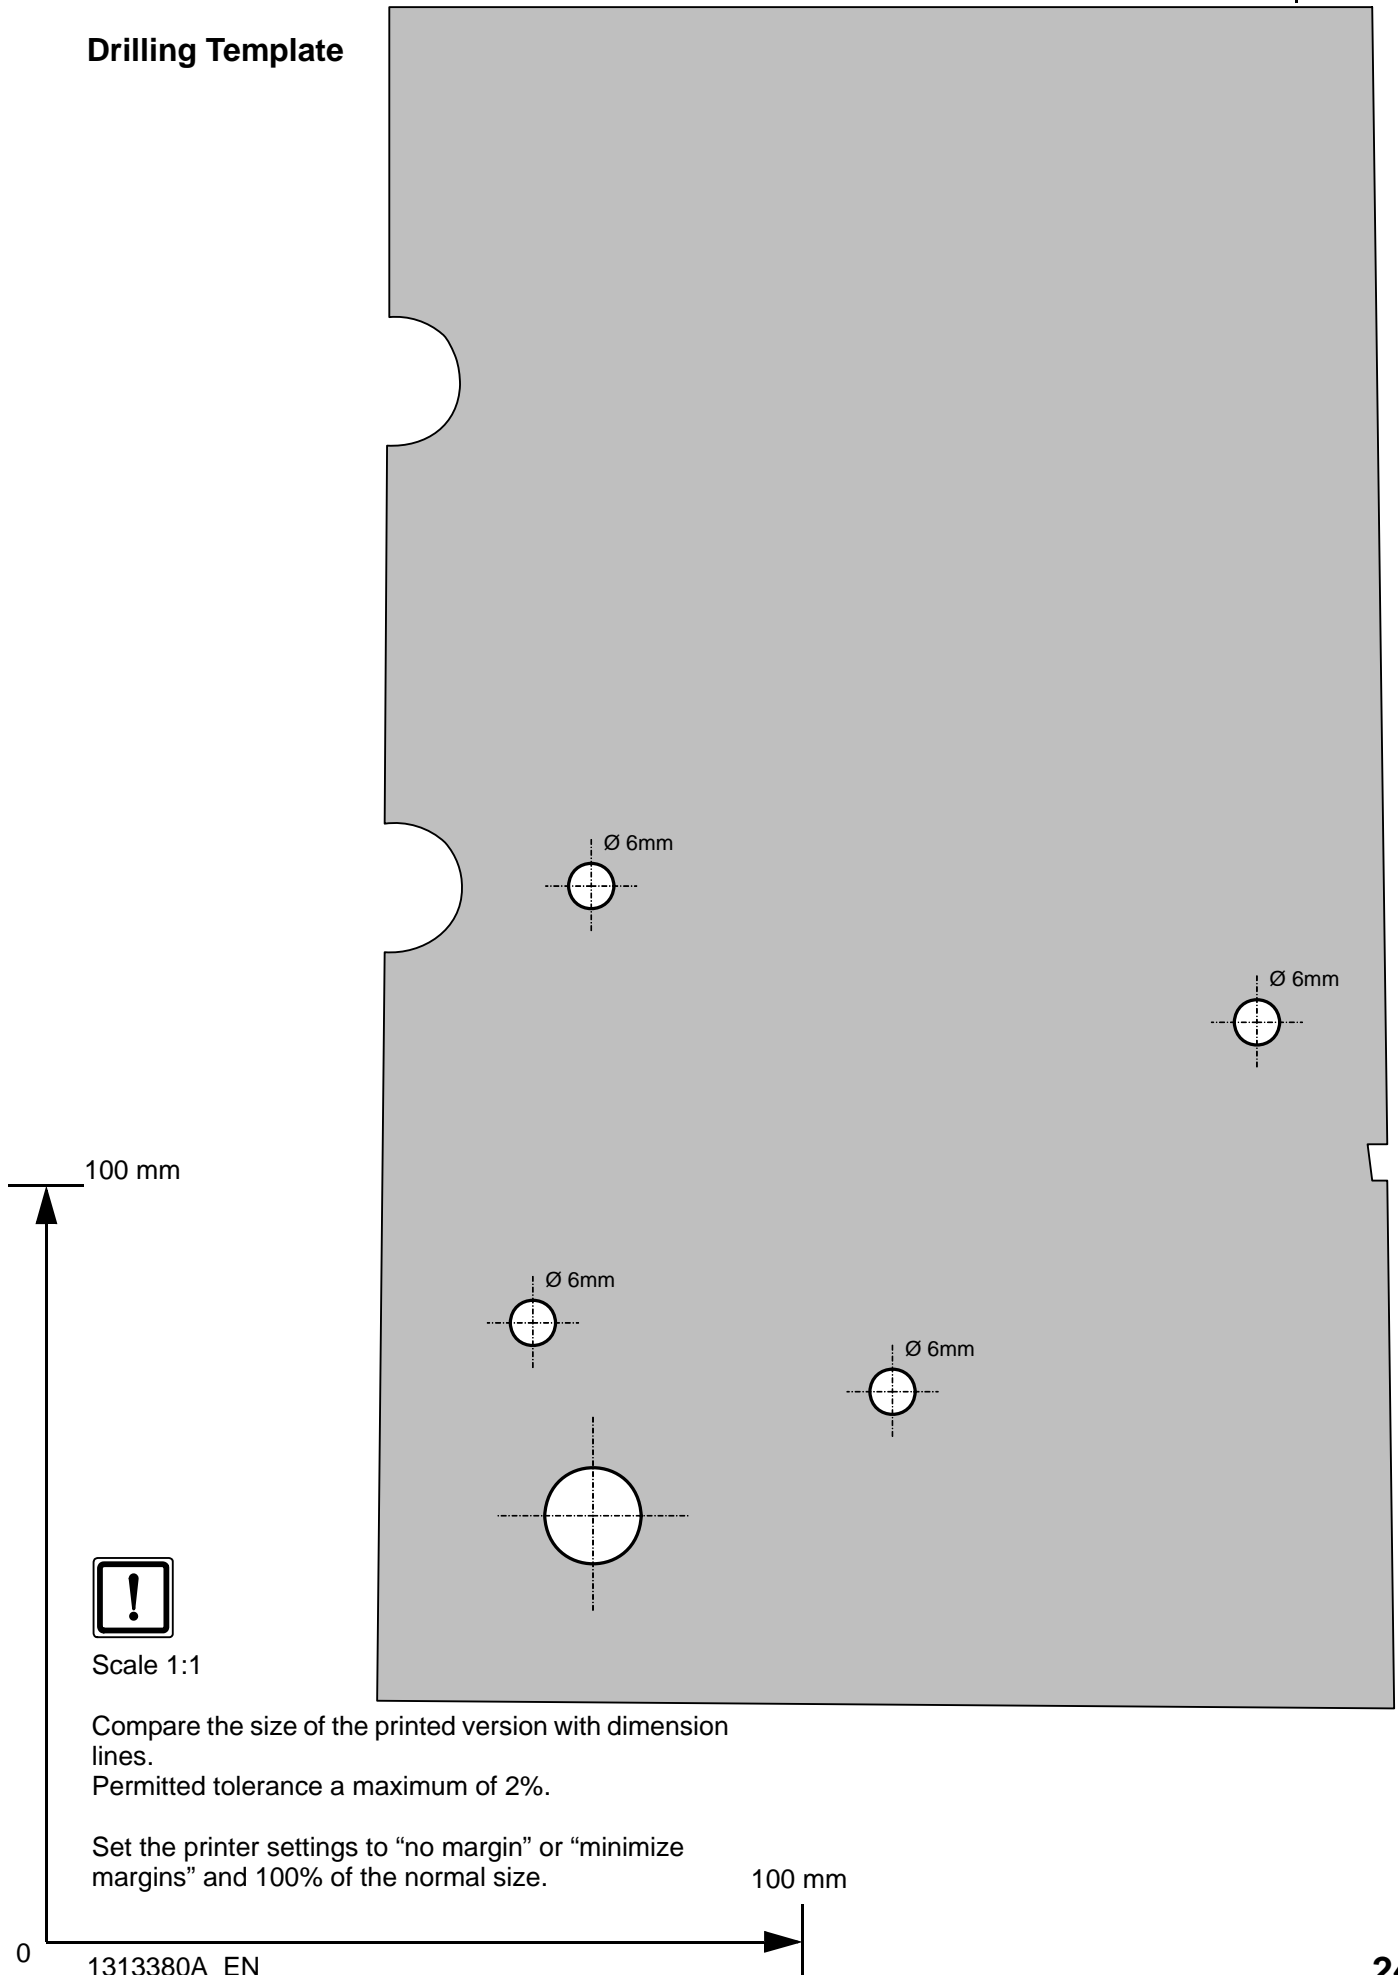 Drilling Template
Ø 6mm
Ø 6mm
100 mm
Ø 6mm
Ø 6mm
!
Scale 1:1
Compare the size of the printed version with dimension
lines.
Permitted tolerance a maximum of 2%.
Set the printer settings to “no margin” or “minimize
margins” and 100% of the normal size.
100 mm
0
1313380A_EN